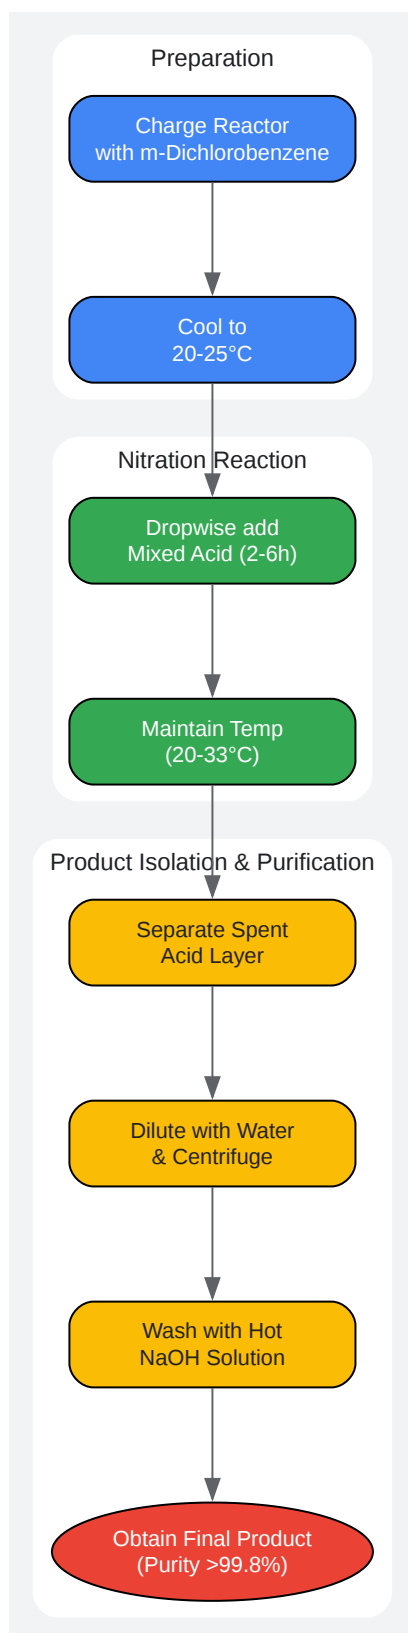 Preparation
Charge Reactor
with m-Dichlorobenzene
Cool to
20-25°C
Nitration Reaction
Dropwise add
Mixed Acid (2-6h)
Maintain Temp
(20-33°C)
Product Isolation & Purification
Separate Spent
Acid Layer
Dilute with Water
& Centrifuge
Wash with Hot
NaOH Solution
Obtain Final Product
(Purity >99.8%)